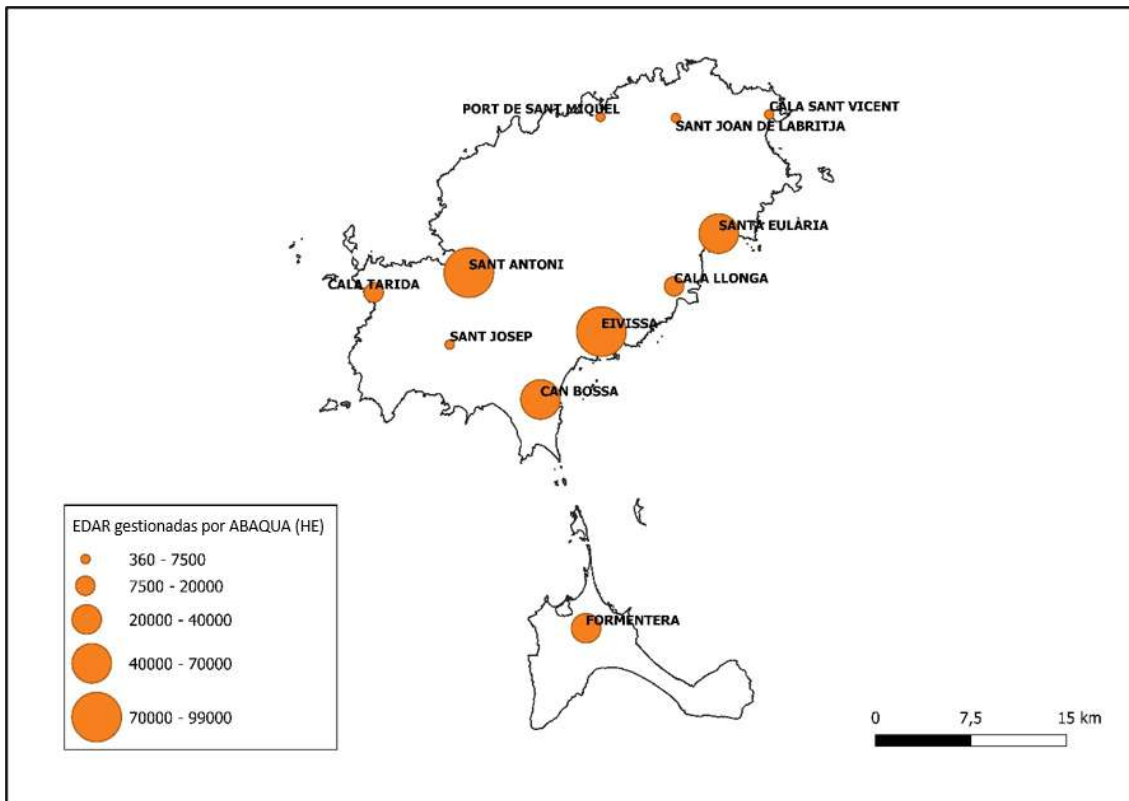 PORT DE SANT MIQUEL
CALA SANT VICENT
SANT JOAN DE LABRITJA
SANTA EULÀRIA
SANT ANTONI
CALA TARIDA
CALA LLONGA
EIVISSA
SANT JOSEP
CAN BOSSA
EDAR gestionadas por ABAQUA (HE)
360 - 7500
7500 - 20000
20000 - 40000
40000 - 70000
70000 - 99000
FORMENTERA
0 7,5 15 km